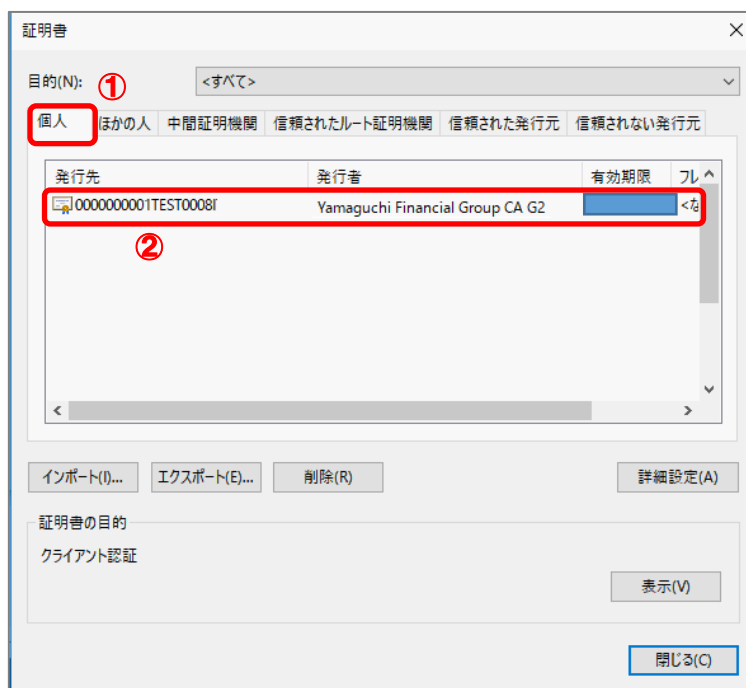 証明書
目的(N): ① <すべて>
個人 ほかの人 中間証明機関 信頼されたルート証明機関 信頼された発行元 信頼されない発行元
発行先 発行者 有効期限 フレ
0000000001TEST0008 Yamaguchi Financial Group CA G2 <な
②
インポート(I)... エクスポート(E)... 削除(R) 詳細設定(A)
証明書の目的
クライアント認証
表示(V)
閉じる(C)